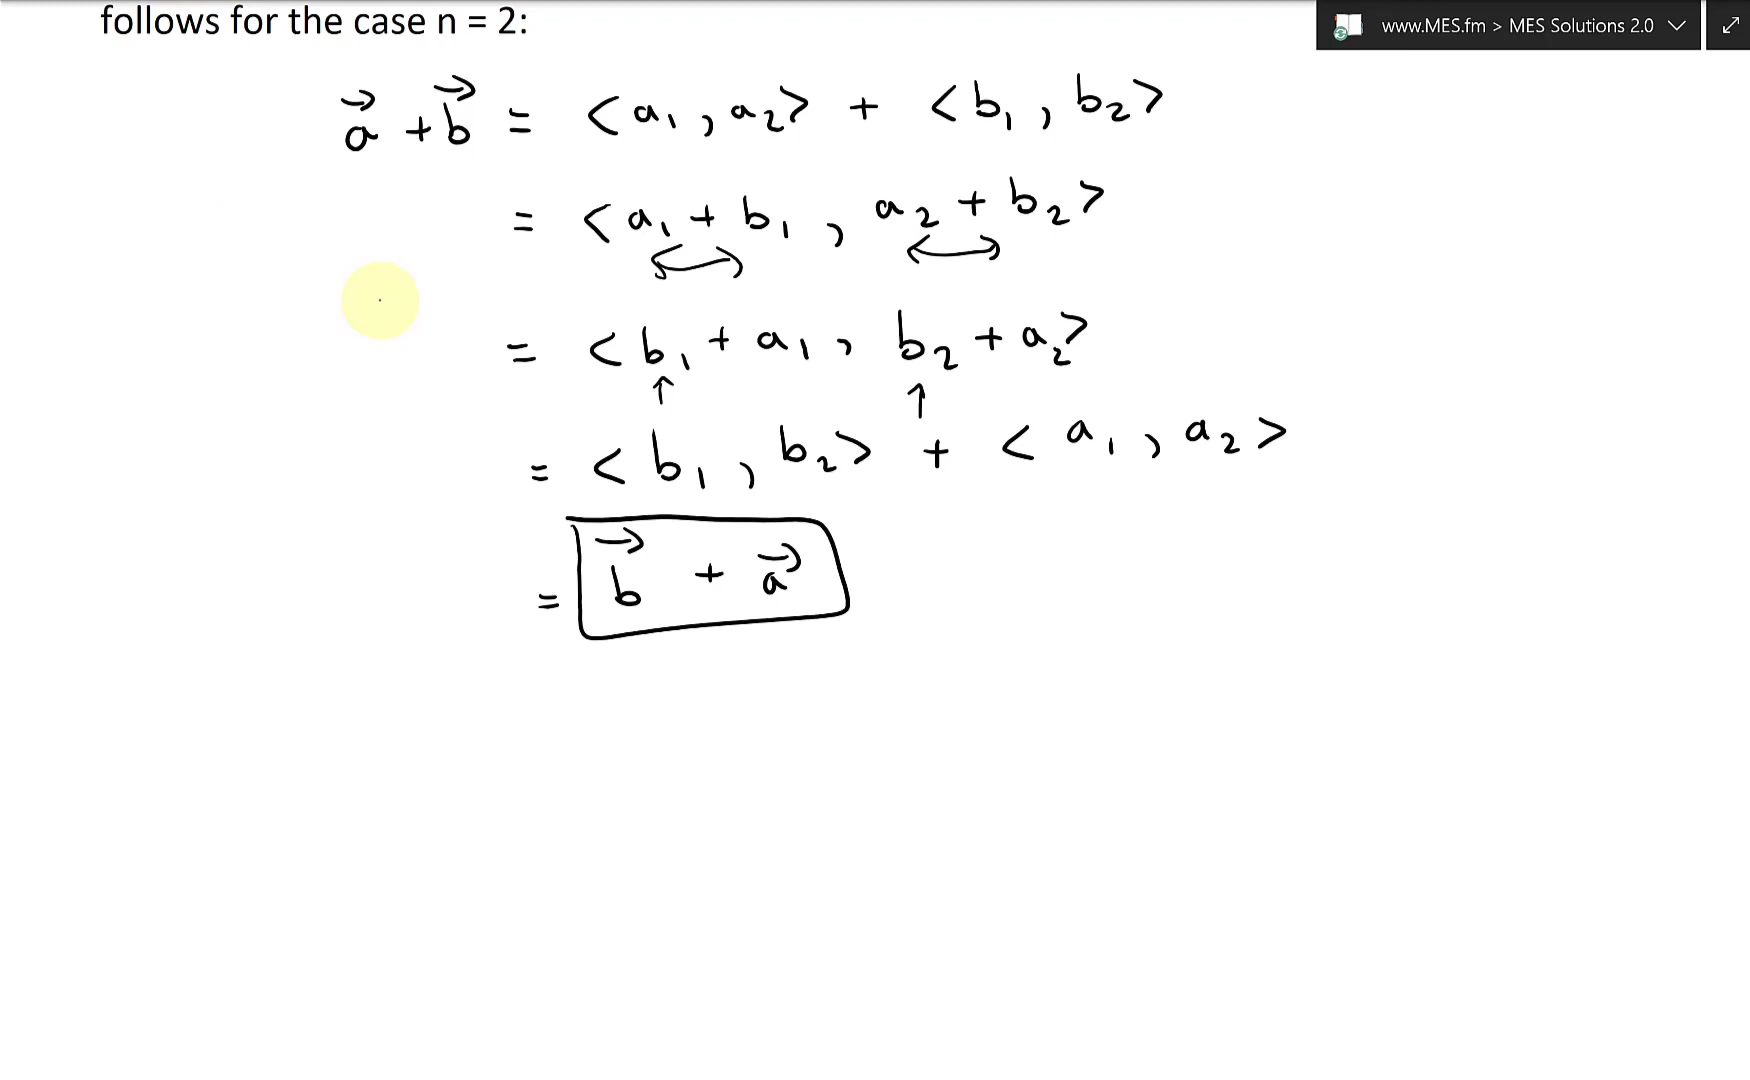 follows for the case n = 2:
www.MES.fm > MES Solutions 2.0
a⃗ + b⃗ = <a₁, a₂> + <b₁, b₂>
= <a₁ + b₁, a₂ + b₂>
= <b₁ + a₁, b₂ + a₂>
= <b₁, b₂> + <a₁, a₂>
= b⃗ + a⃗